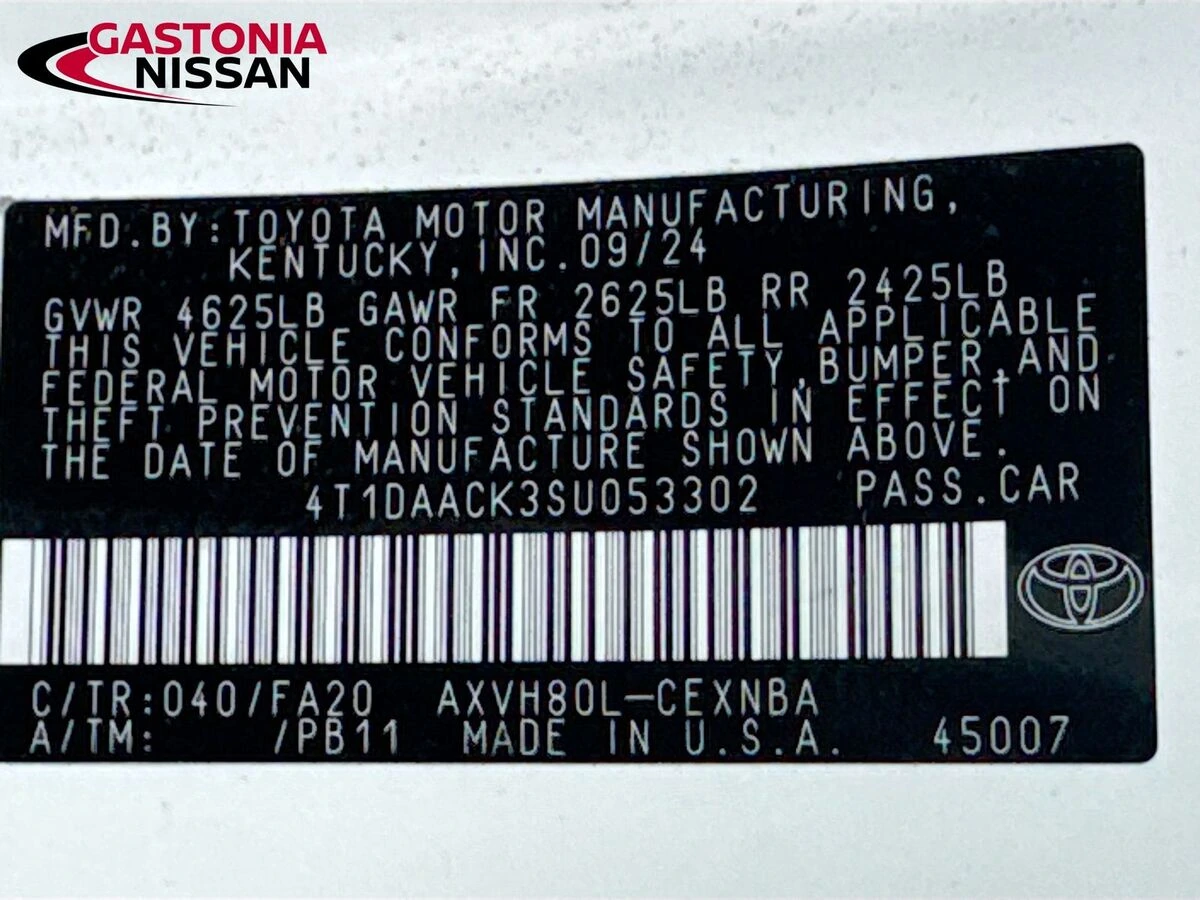 GASTONIA
NISSAN
MFD.BY:TOYOTA MOTOR MANUFACTURING,
KENTUCKY,INC.09/24
GVWR 4625LB GAWR FR 2625LB RR 2425LB
THIS VEHICLE CONFORMS TO ALL APPLICABLE
FEDERAL MOTOR VEHICLE SAFETY,BUMPER,AND
THEFT PREVENTION STANDARDS IN EFFECT ON
THE DATE OF MANUFACTURE SHOWN ABOVE.
4T1DAACK3SU053302 PASS.CAR
C/TR:040/FA20 AXVH80L-CEXNBA
A/TM: /PB11 MADE IN U.S.A. 45007